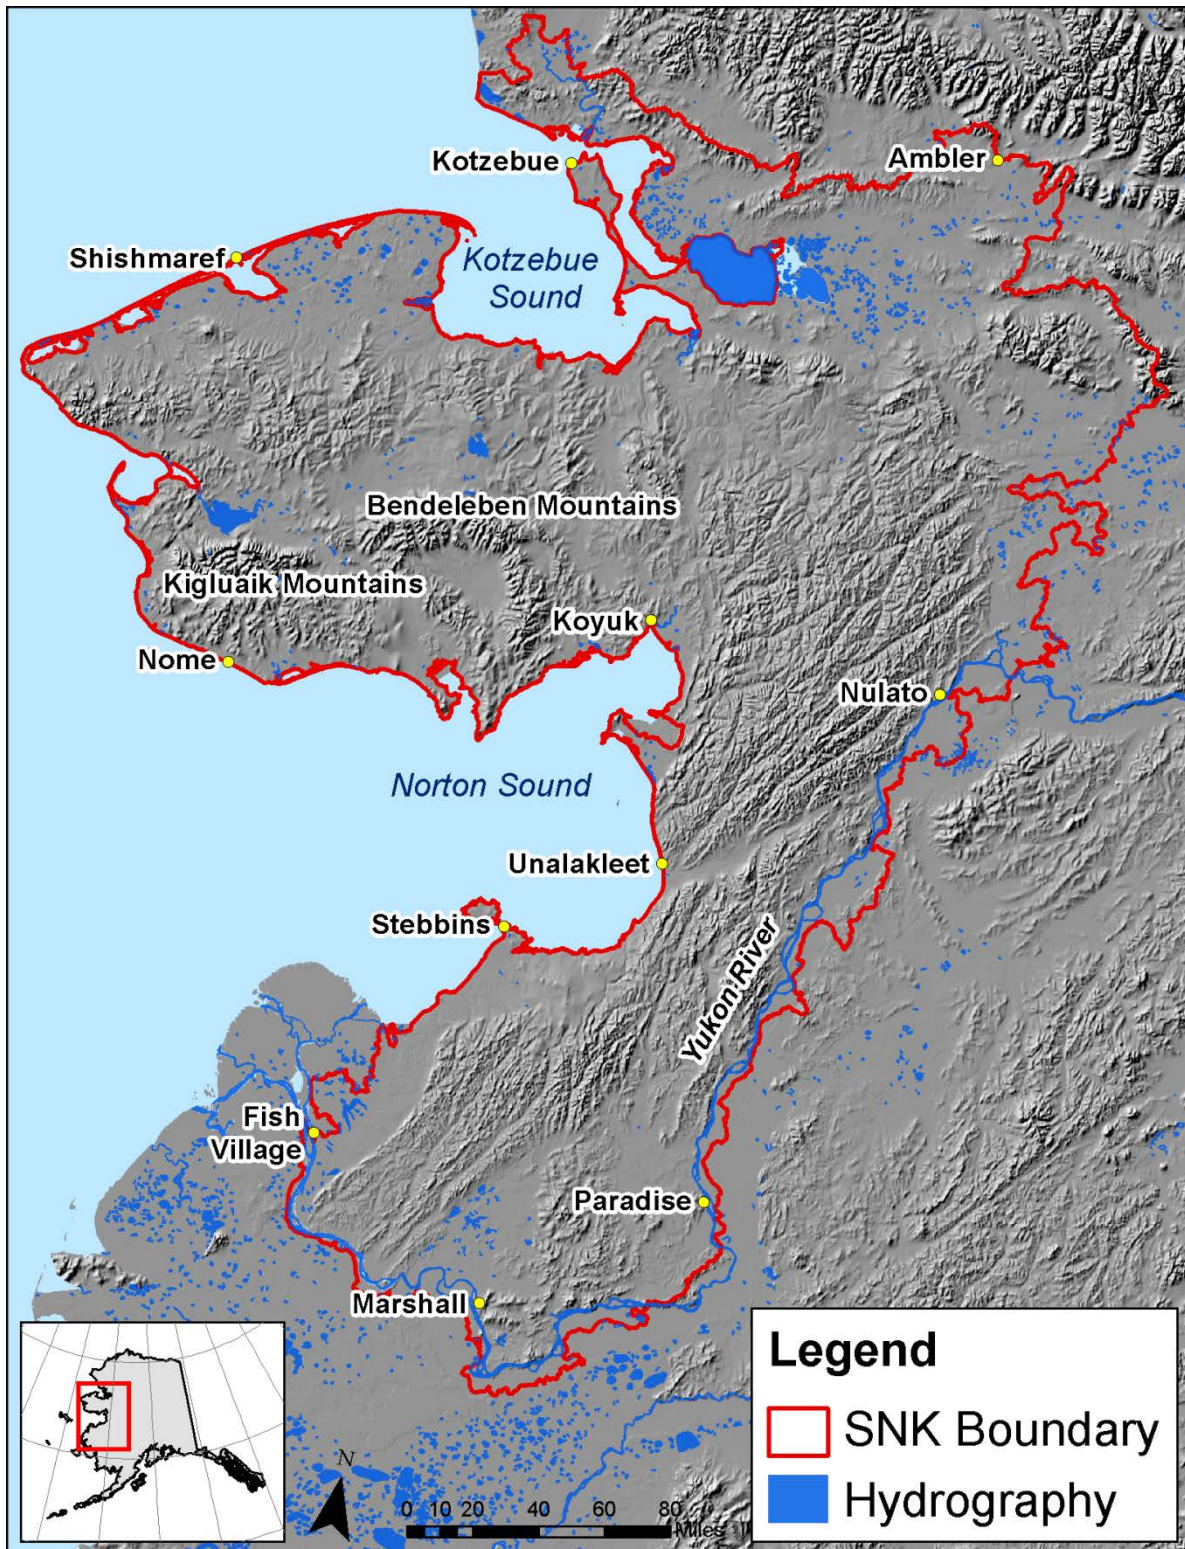 Kotzebue
Ambler
Shishmaref
Kotzebue
Sound
Bendeleben Mountains
Kigluaik Mountains
Koyuk
Nome
Nulato
Norton Sound
Unalakleet
Stebbins
Yukon River
Fish
Village
Paradise
Marshall
Legend
SNK Boundary
Hydrography
N
0 10 20 40 60 80
Miles